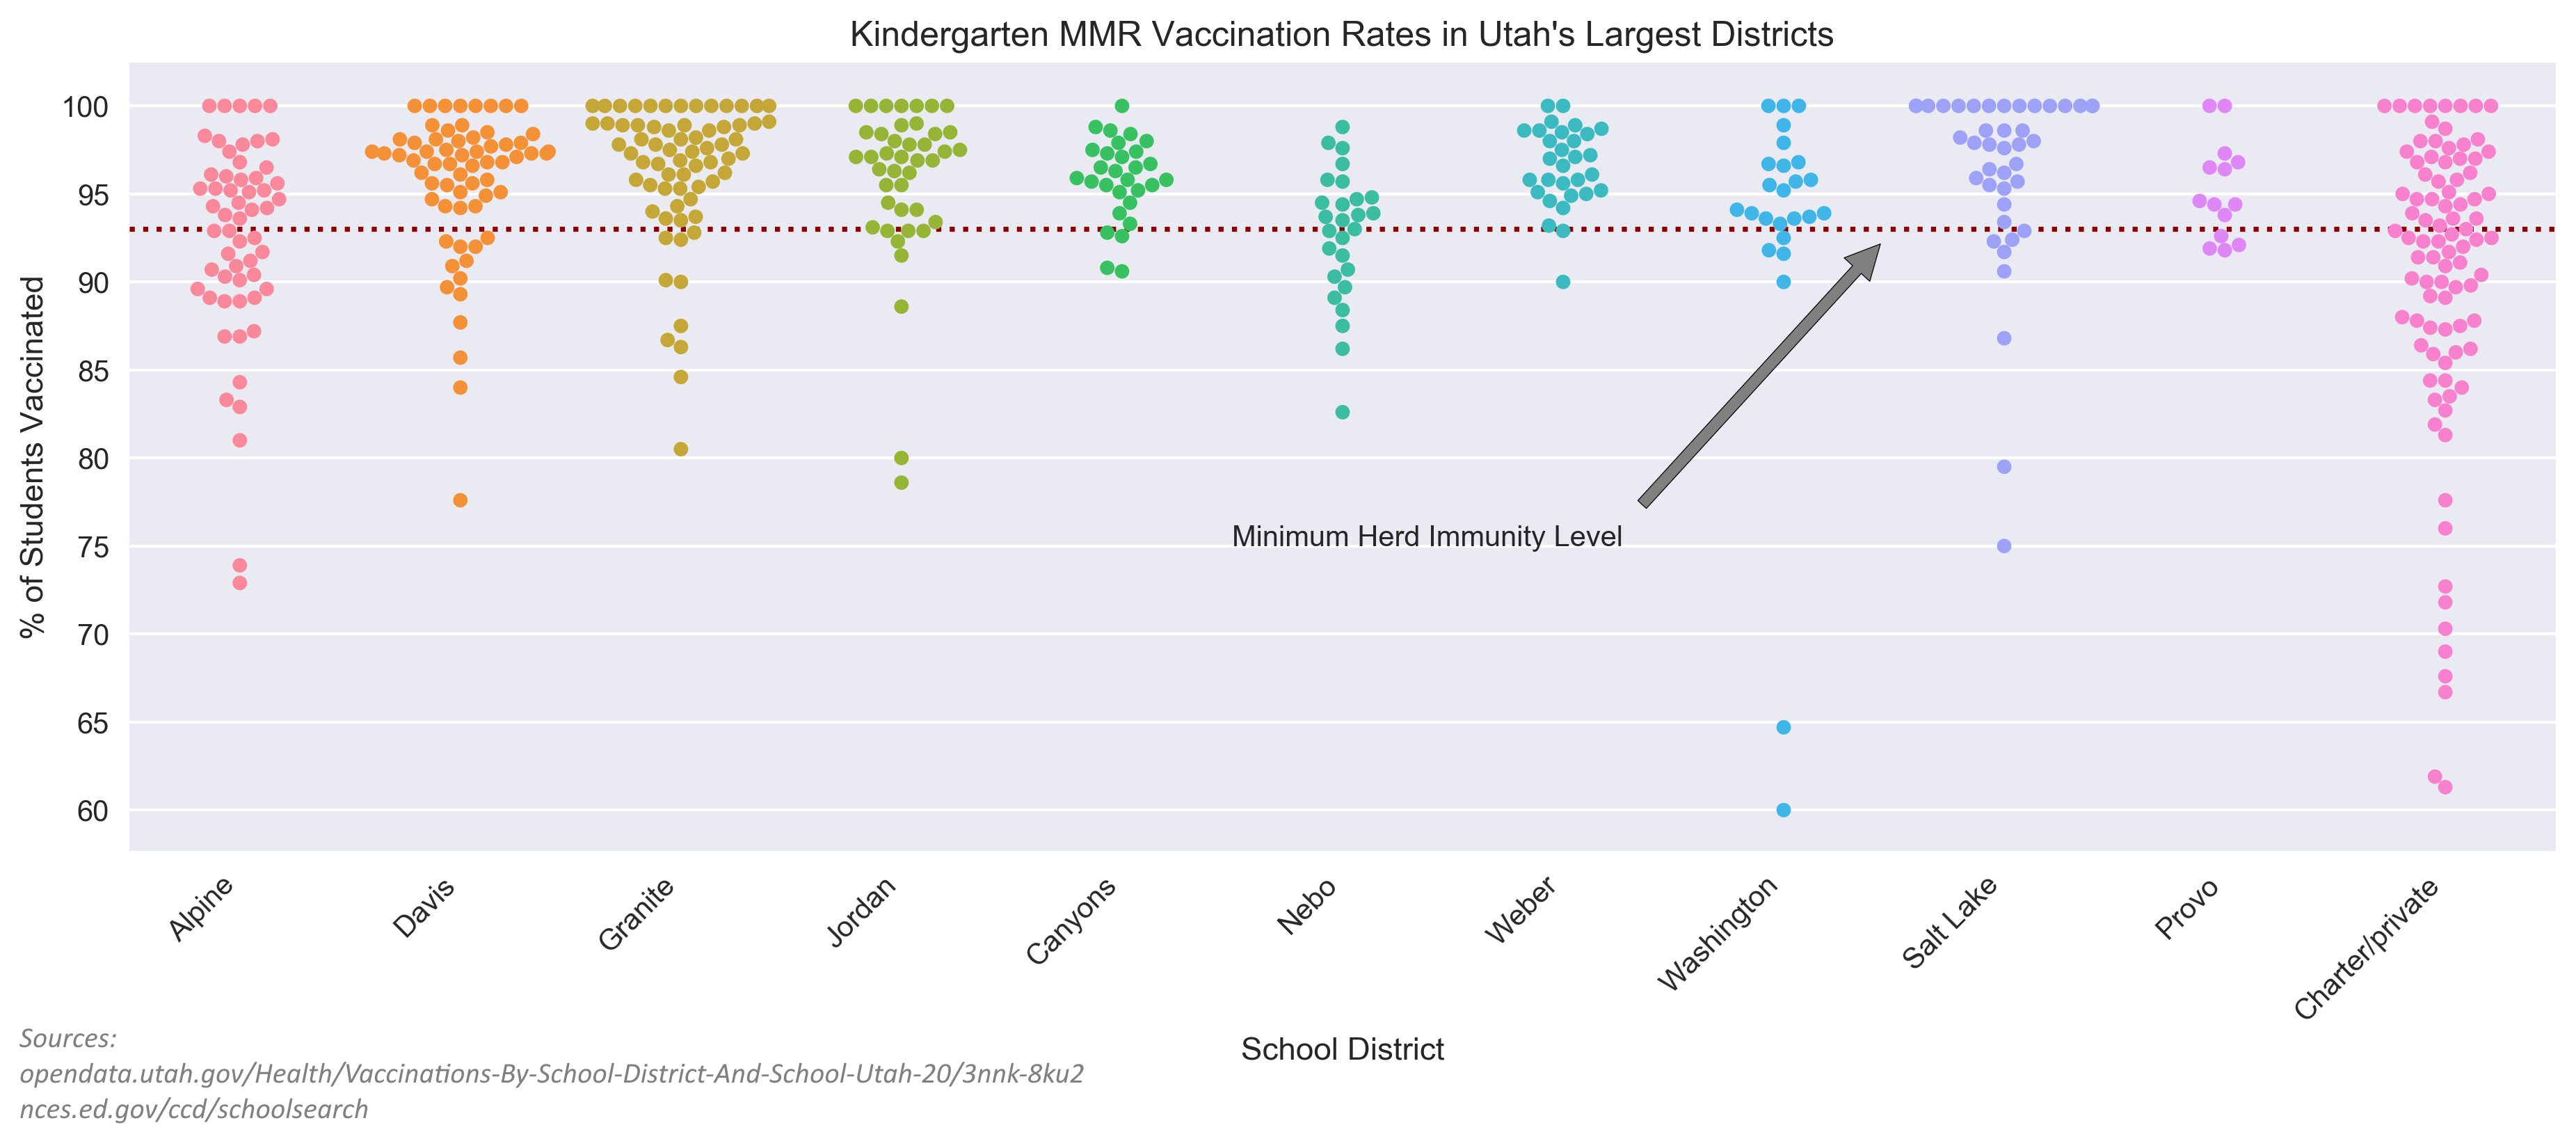 Kindergarten MMR Vaccination Rates in Utah's Largest Districts
% of Students Vaccinated
100
95
90
85
80
75
70
65
60
Minimum Herd Immunity Level
Alpine
Davis
Granite
Jordan
Canyons
Nebo
Weber
Washington
Salt Lake
Provo
Charter/private
School District
Sources:
opendata.utah.gov/Health/Vaccinations-By-School-District-And-School-Utah-20/3nnk-8ku2
nces.ed.gov/ccd/schoolsearch